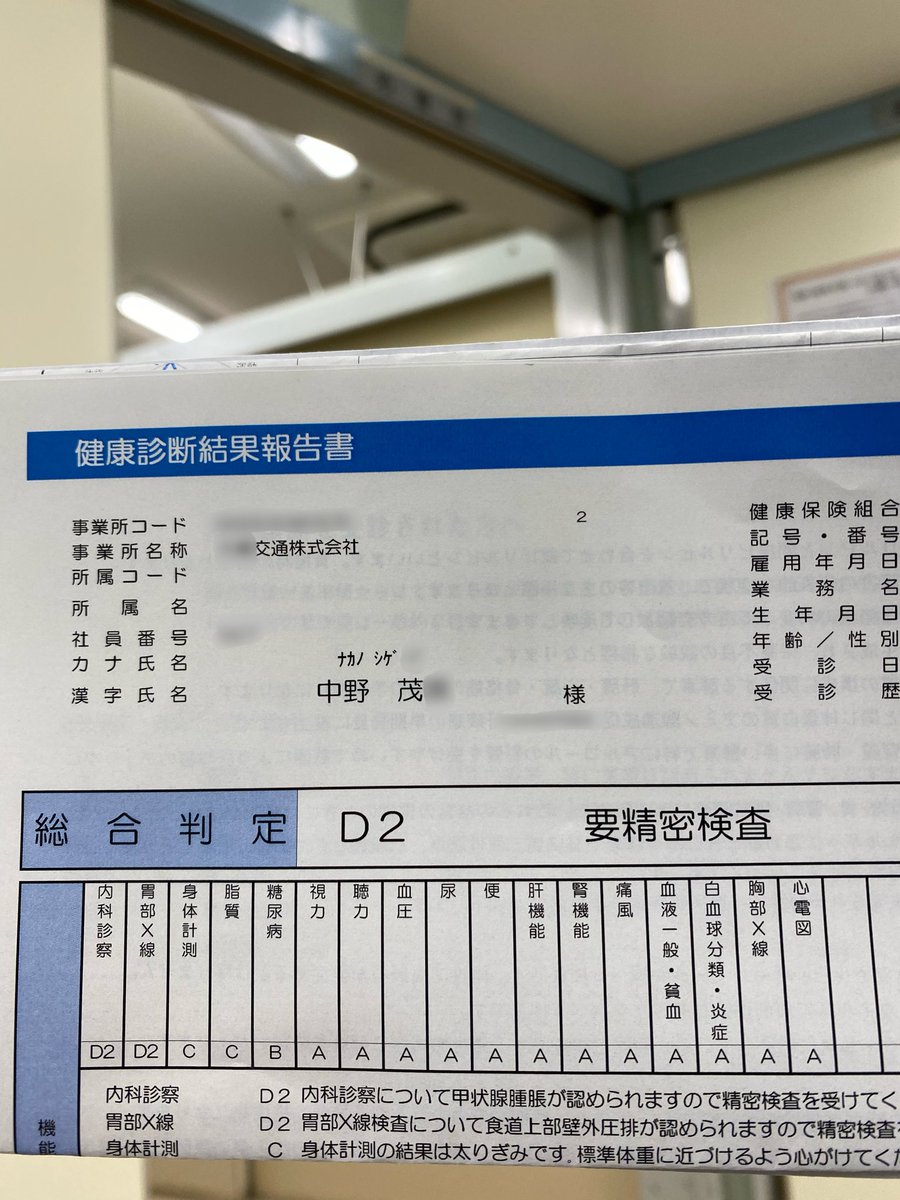 健康診断結果報告書
事業所コード
2
健康保険組合
事業所名称 交通株式会社
記号・番号
所属コード
雇用年月日
所属名
業務名
生年月日
社員番号
年齢／性別
カナ氏名 ﾅｶﾉ ｼｹﾞ
受診日
漢字氏名 中野 茂 様
受診歴
総合判定 D2 要精密検査
内科診察 胃部X線 身体計測 脂質 糖尿病 視力 聴力 血圧 尿 便 肝機能 腎機能 痛風 血液一般・貧血 白血球分類・炎症 胸部X線 心電図
D2 D2 C C B A A A A A A A A A A A A
内科診察 D2 内科診察について甲状腺腫脹が認められますので精密検査を受けてく
胃部X線 D2 胃部X線検査について食道上部壁外圧排が認められますので精密検査
身体計測 C 身体計測の結果は太りぎみです。標準体重に近づけるよう心がけてくだ
機能